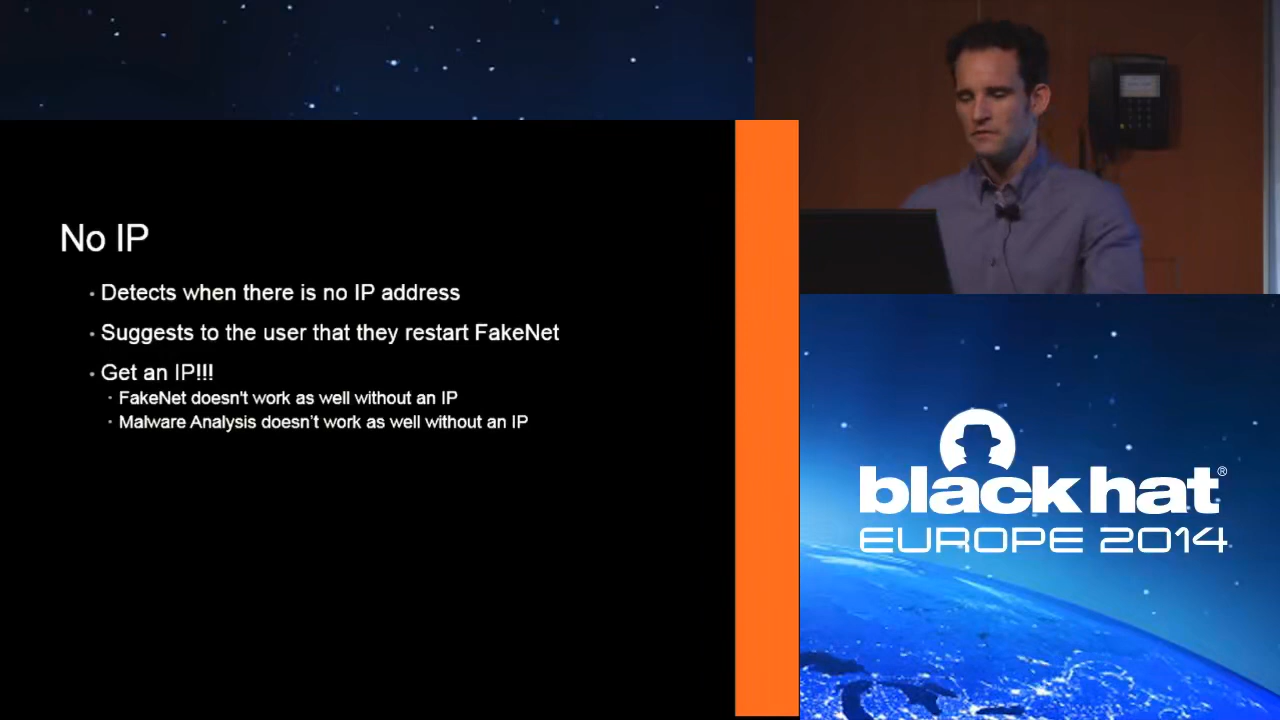 No IP
• Detects when there is no IP address
• Suggests to the user that they restart FakeNet
• Get an IP!!!
• FakeNet doesn't work as well without an IP
• Malware Analysis doesn't work as well without an IP
black hat®
EUROPE 2014